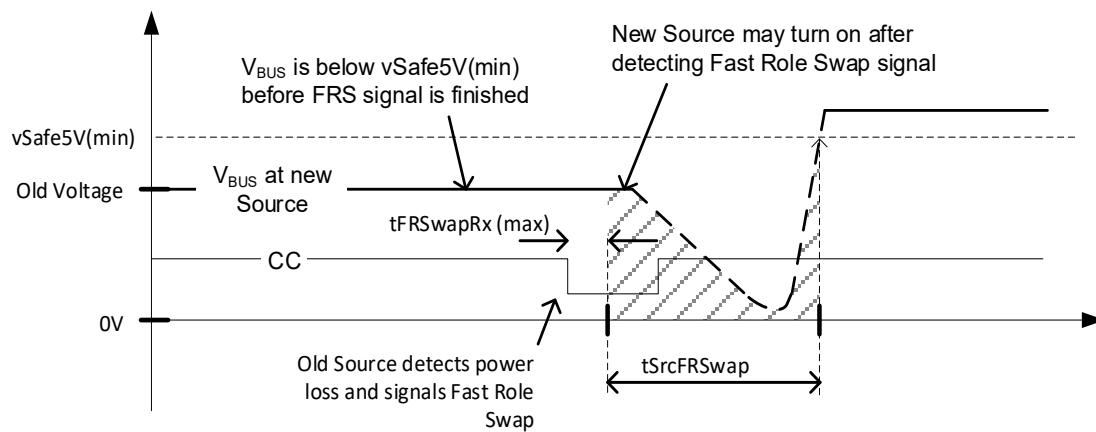 New Source may turn on after
detecting Fast Role Swap signal
VBUS is below vSafe5V(min)
before FRS signal is finished
vSafe5V(min)
Old Voltage
VBUS at new
Source
tFRSwapRx (max)
CC
0V
Old Source detects power
loss and signals Fast Role
Swap
tSrcFRSwap